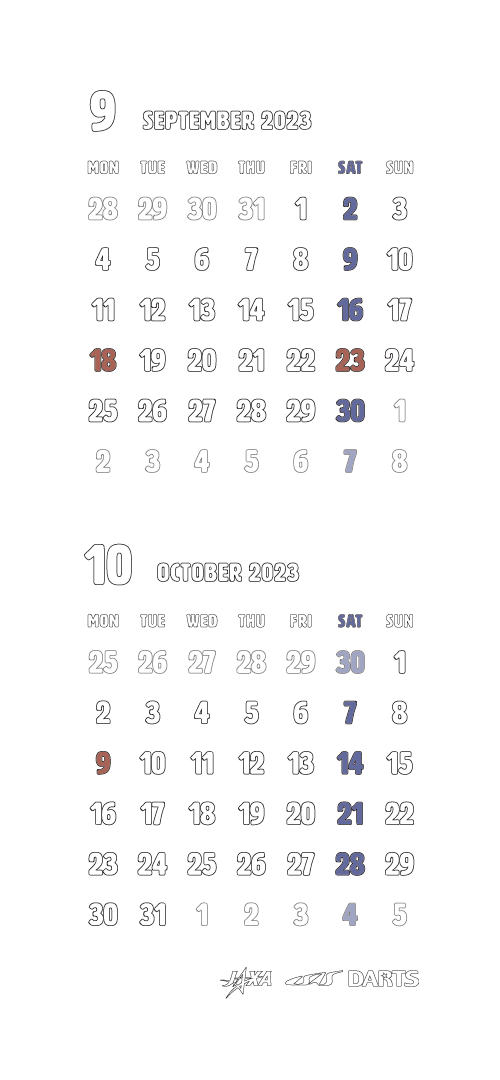 9 SEPTEMBER 2023
MON TUE WED THU FRI SAT SUN
28 29 30 31 1 2 3
4 5 6 7 8 9 10
11 12 13 14 15 16 17
18 19 20 21 22 23 24
25 26 27 28 29 30 1
2 3 4 5 6 7 8
10 OCTOBER 2023
MON TUE WED THU FRI SAT SUN
25 26 27 28 29 30 1
2 3 4 5 6 7 8
9 10 11 12 13 14 15
16 17 18 19 20 21 22
23 24 25 26 27 28 29
30 31 1 2 3 4 5
JAXA ISAS DARTS